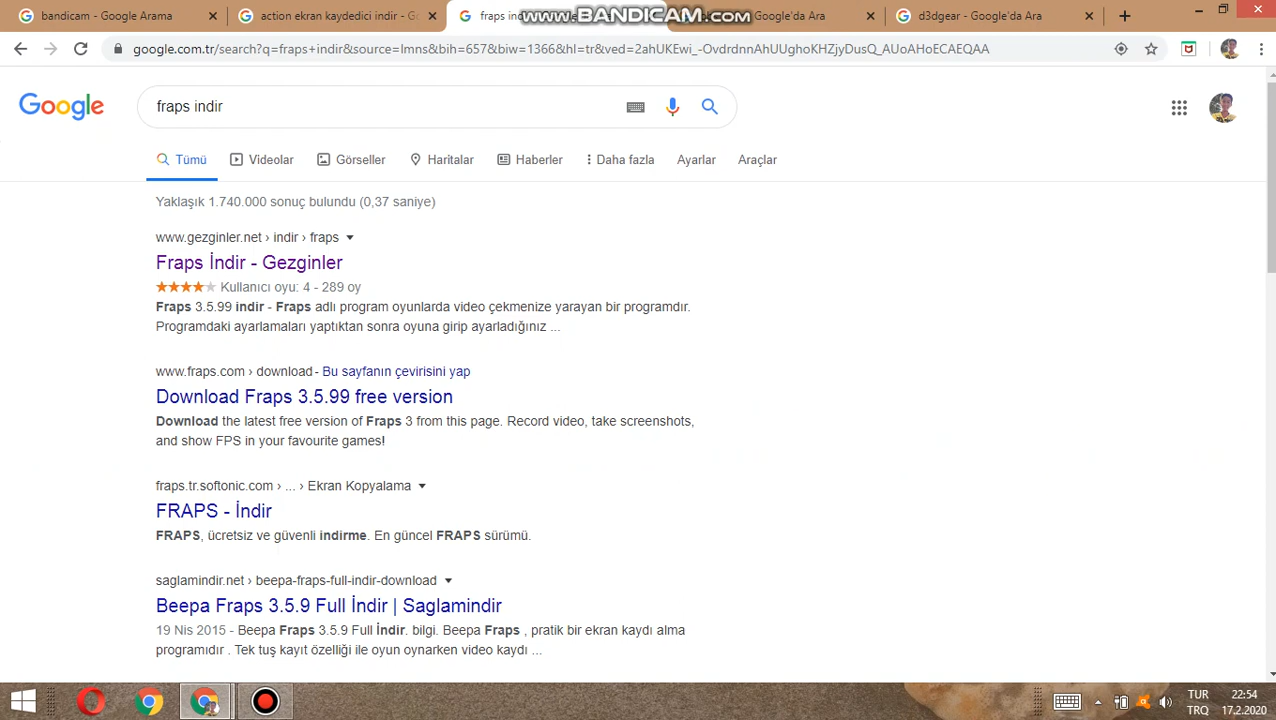 bandicam - Google Arama
action ekran kaydedici indir - Go
fraps in
www.BANDICAM.com
Google'da Ara
d3dgear - Google'da Ara
google.com.tr/search?q=fraps+indir&source=lmns&bih=657&biw=1366&hl=tr&ved=2ahUKEwi_-OvdrdnnAhUUghoKHZjyDusQ_AUoAHoECAEQAA
Google
fraps indir
Tümü
Videolar
Görseller
Haritalar
Haberler
Daha fazla
Ayarlar
Araçlar
Yaklaşık 1.740.000 sonuç bulundu (0,37 saniye)
www.gezginler.net › indir › fraps
Fraps İndir - Gezginler
Kullanıcı oyu: 4 - 289 oy
Fraps 3.5.99 indir - Fraps adlı program oyunlarda video çekmenize yarayan bir programdır.
Programdaki ayarlamaları yaptıktan sonra oyuna girip ayarladığınız ...
www.fraps.com › download - Bu sayfanın çevirisini yap
Download Fraps 3.5.99 free version
Download the latest free version of Fraps 3 from this page. Record video, take screenshots,
and show FPS in your favourite games!
fraps.tr.softonic.com › ... › Ekran Kopyalama
FRAPS - İndir
FRAPS, ücretsiz ve güvenli indirme. En güncel FRAPS sürümü.
saglamindir.net › beepa-fraps-full-indir-download
Beepa Fraps 3.5.9 Full İndir | Saglamindir
19 Nis 2015 - Beepa Fraps 3.5.9 Full İndir. bilgi. Beepa Fraps , pratik bir ekran kaydı alma
programıdır . Tek tuş kayıt özelliği ile oyun oynarken video kaydı ...
TUR
TRQ
22:54
17.2.2020